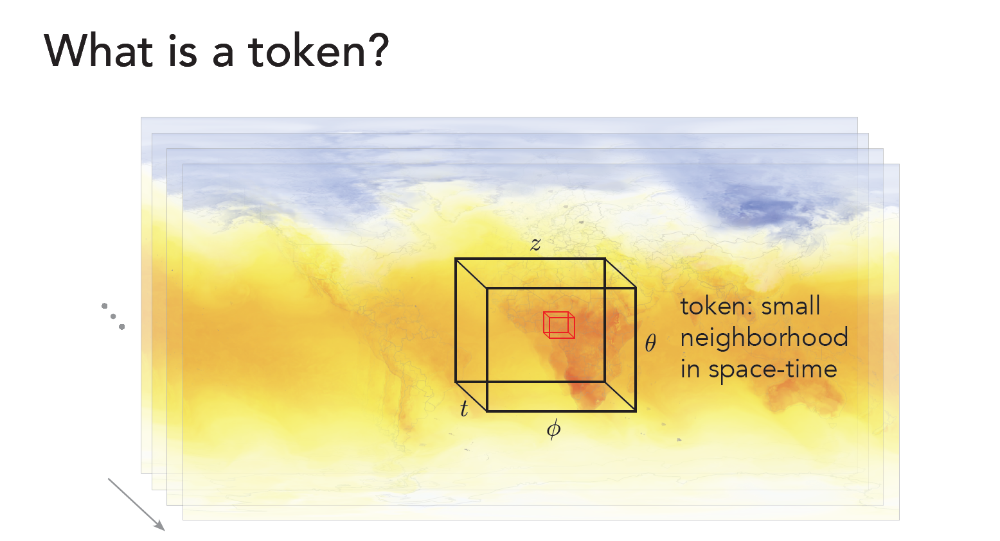 What is a token?
z
token: small
neighborhood
in space-time
θ
t
ϕ